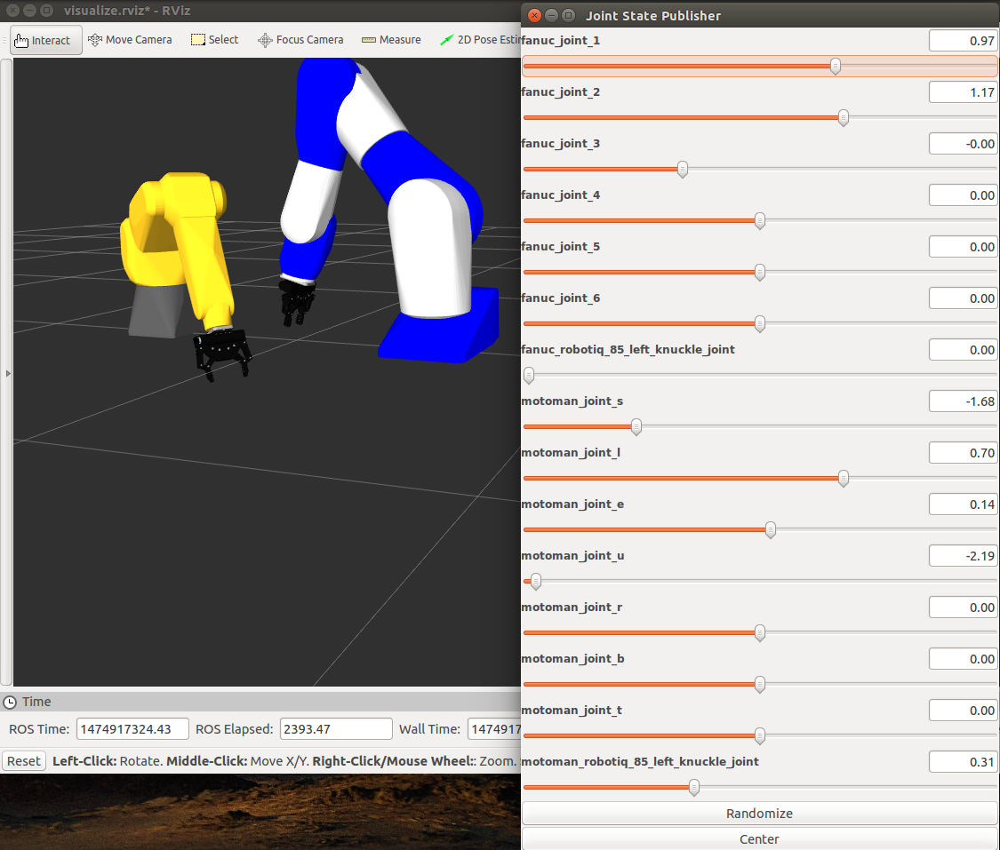 visualize.rviz* - RViz
Interact Move Camera Select Focus Camera Measure 2D Pose Estim
Joint State Publisher
fanuc_joint_1 0.97
fanuc_joint_2 1.17
fanuc_joint_3 -0.00
fanuc_joint_4 0.00
fanuc_joint_5 0.00
fanuc_joint_6 0.00
fanuc_robotiq_85_left_knuckle_joint 0.00
motoman_joint_s -1.68
motoman_joint_l 0.70
motoman_joint_e 0.14
motoman_joint_u -2.19
motoman_joint_r 0.00
motoman_joint_b 0.00
motoman_joint_t 0.00
motoman_robotiq_85_left_knuckle_joint 0.31
Randomize
Center
Time
ROS Time: 1474917324.43 ROS Elapsed: 2393.47 Wall Time: 1474917
Reset Left-Click: Rotate. Middle-Click: Move X/Y. Right-Click/Mouse Wheel:: Zoom.